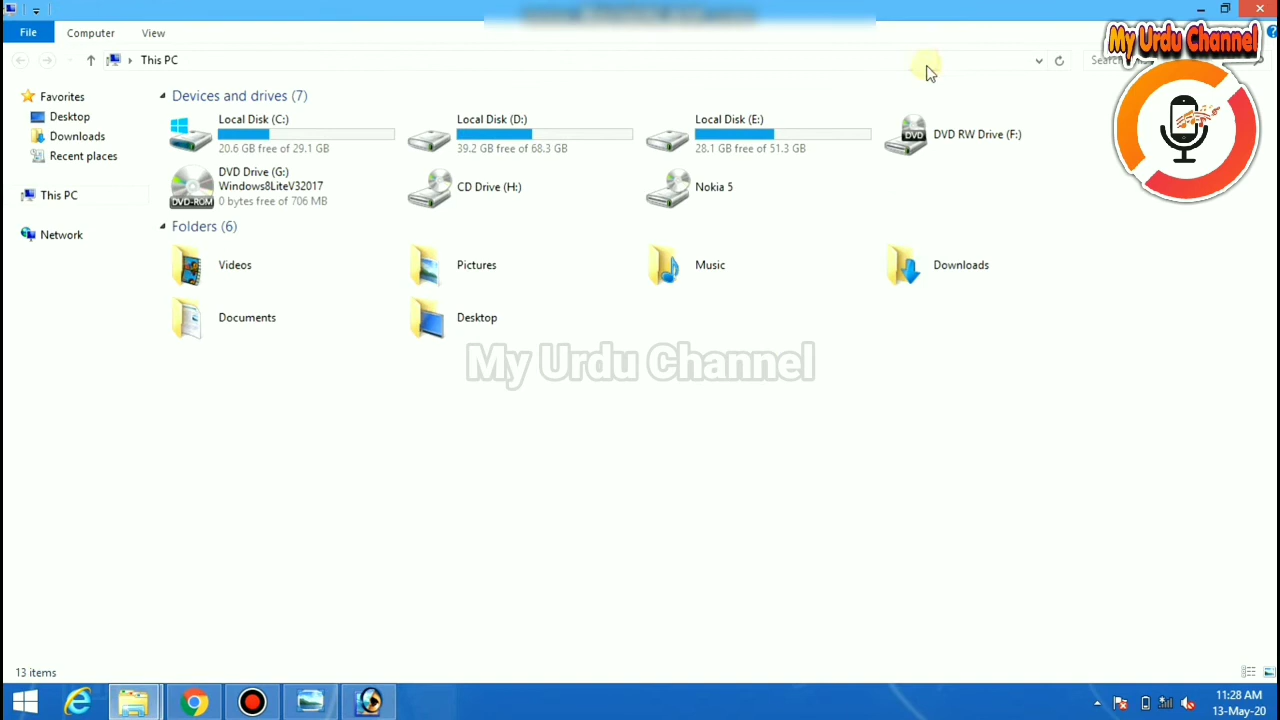 File
Computer
View
My Urdu Channel
This PC
Favorites
Desktop
Downloads
Recent places
This PC
Network
Devices and drives (7)
Local Disk (C:)
20.6 GB free of 29.1 GB
Local Disk (D:)
39.2 GB free of 68.3 GB
Local Disk (E:)
28.1 GB free of 51.3 GB
DVD RW Drive (F:)
DVD
DVD Drive (G:)
Windows8LiteV32017
0 bytes free of 706 MB
DVD-ROM
CD Drive (H:)
Nokia 5
Folders (6)
Videos
Pictures
Music
Downloads
Documents
Desktop
My Urdu Channel
13 items
11:28 AM
13-May-20